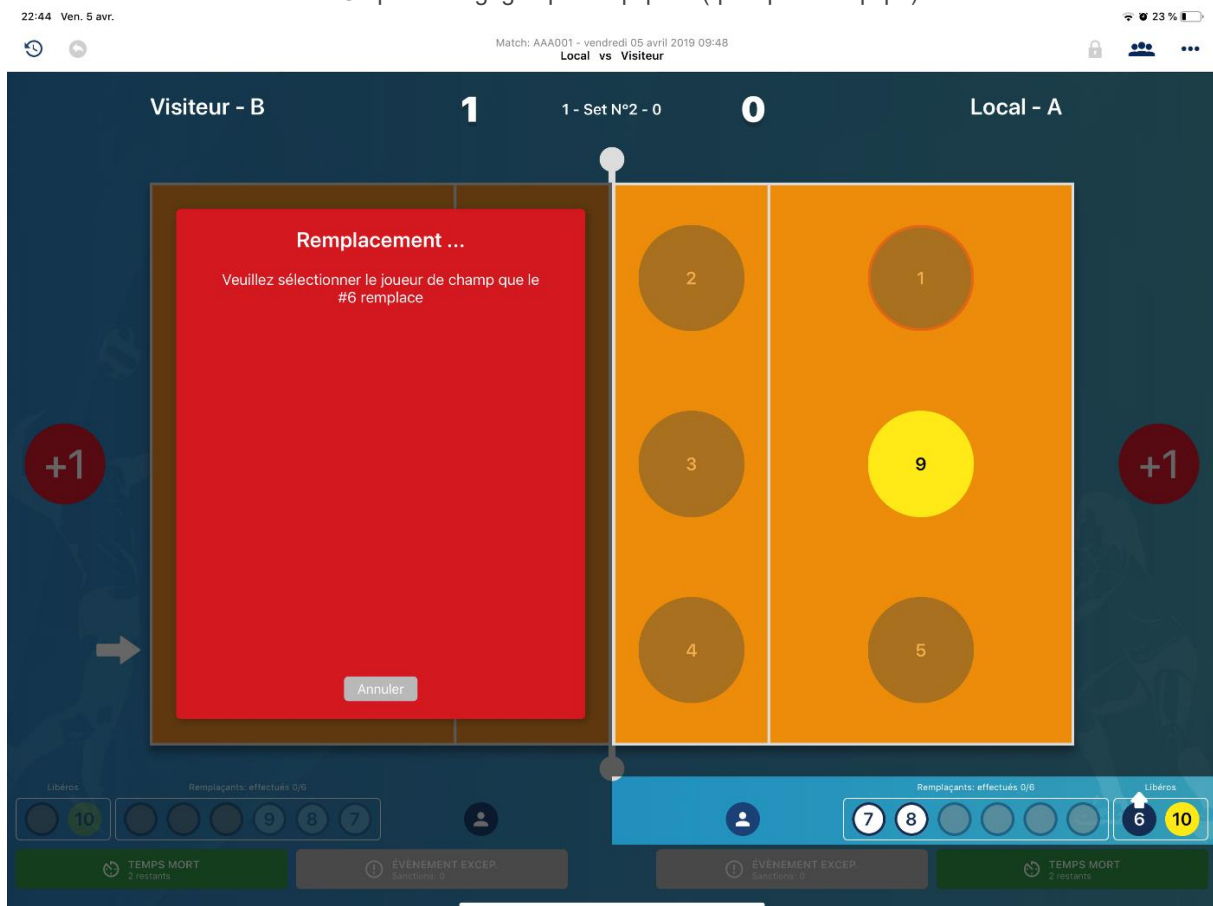 22:44 Ven. 5 avr.
23 %
Match: AAA001 - vendredi 05 avril 2019 09:48
Local vs Visiteur
Visiteur - B
1
1 - Set N°2 - 0
0
Local - A
Remplacement ...
Veuillez sélectionner le joueur de champ que le
#6 remplace
Annuler
2
1
+1
3
9
+1
4
5
Libéros
Remplaçants: effectués 0/6
Remplaçants: effectués 0/6
Libéros
10
9
8
7
7
8
6
10
TEMPS MORT
2 restants
ÉVÈNEMENT EXCEP.
Sanctions: 0
ÉVÈNEMENT EXCEP.
Sanctions: 0
TEMPS MORT
2 restants